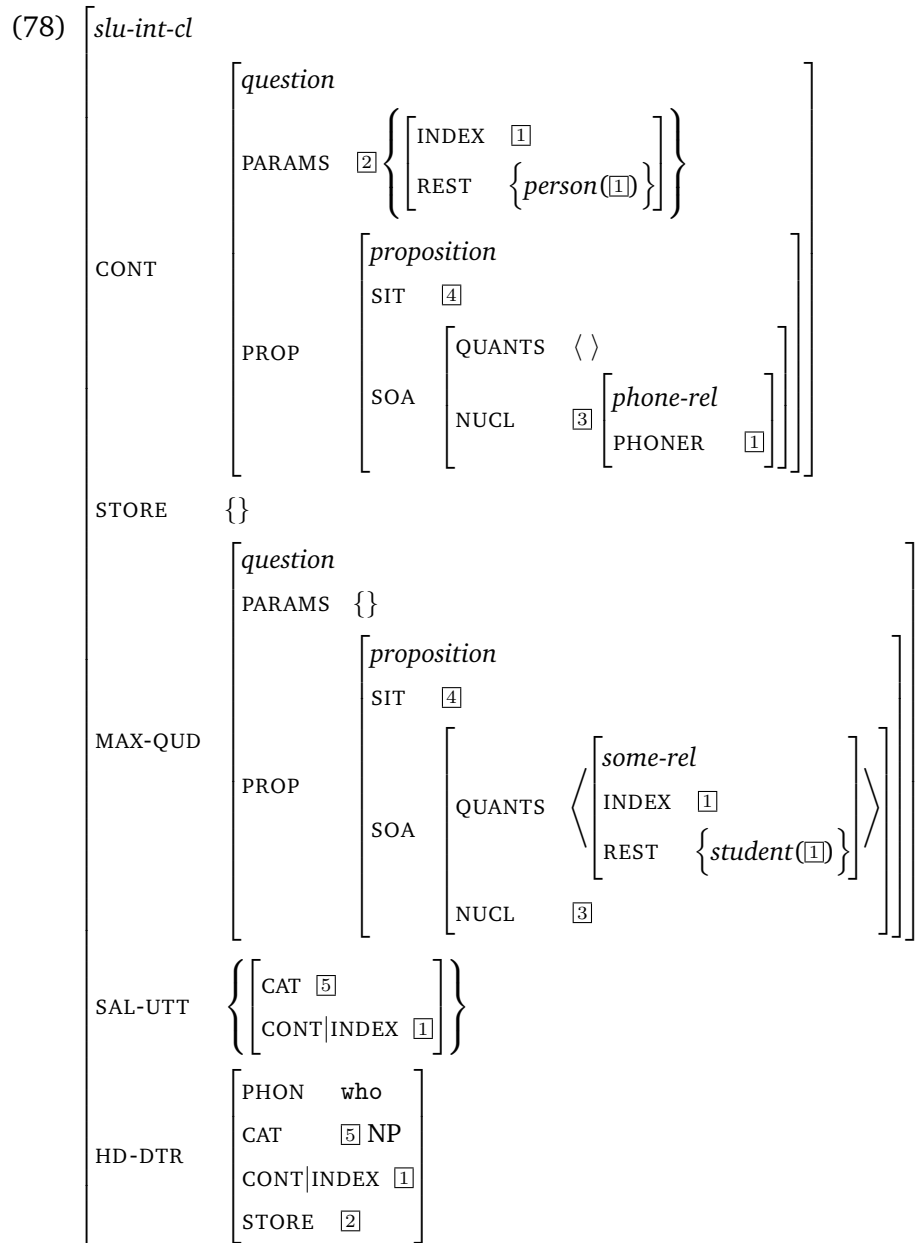 (78) slu-int-cl
question
PARAMS 2 { INDEX 1
REST {person(1)} }
CONT
proposition
SIT 4
PROP
QUANTS ⟨ ⟩
SOA
phone-rel
NUCL 3
PHONER 1
STORE {}
question
PARAMS {}
proposition
SIT 4
MAX-QUD
some-rel
PROP
QUANTS ⟨ INDEX 1 ⟩
SOA
REST {student(1)}
NUCL 3
SAL-UTT { CAT 5
CONT|INDEX 1 }
PHON who
CAT 5 NP
HD-DTR
CONT|INDEX 1
STORE 2